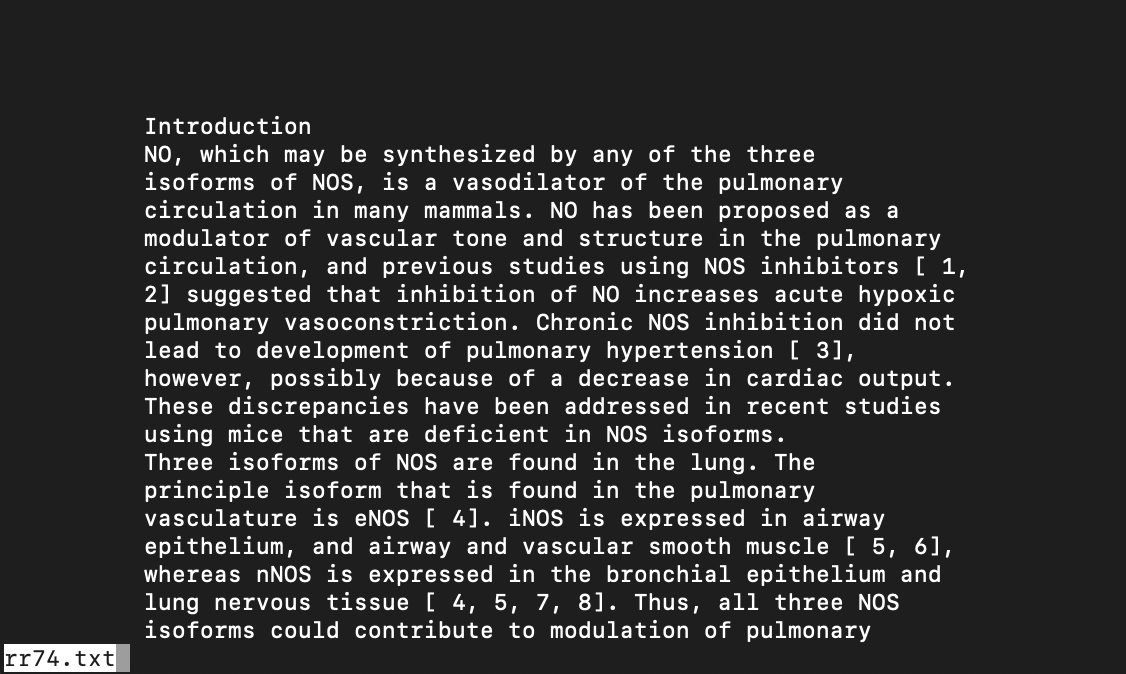 Introduction
NO, which may be synthesized by any of the three
isoforms of NOS, is a vasodilator of the pulmonary
circulation in many mammals. NO has been proposed as a
modulator of vascular tone and structure in the pulmonary
circulation, and previous studies using NOS inhibitors [ 1,
2] suggested that inhibition of NO increases acute hypoxic
pulmonary vasoconstriction. Chronic NOS inhibition did not
lead to development of pulmonary hypertension [ 3],
however, possibly because of a decrease in cardiac output.
These discrepancies have been addressed in recent studies
using mice that are deficient in NOS isoforms.
Three isoforms of NOS are found in the lung. The
principle isoform that is found in the pulmonary
vasculature is eNOS [ 4]. iNOS is expressed in airway
epithelium, and airway and vascular smooth muscle [ 5, 6],
whereas nNOS is expressed in the bronchial epithelium and
lung nervous tissue [ 4, 5, 7, 8]. Thus, all three NOS
isoforms could contribute to modulation of pulmonary
rr74.txt